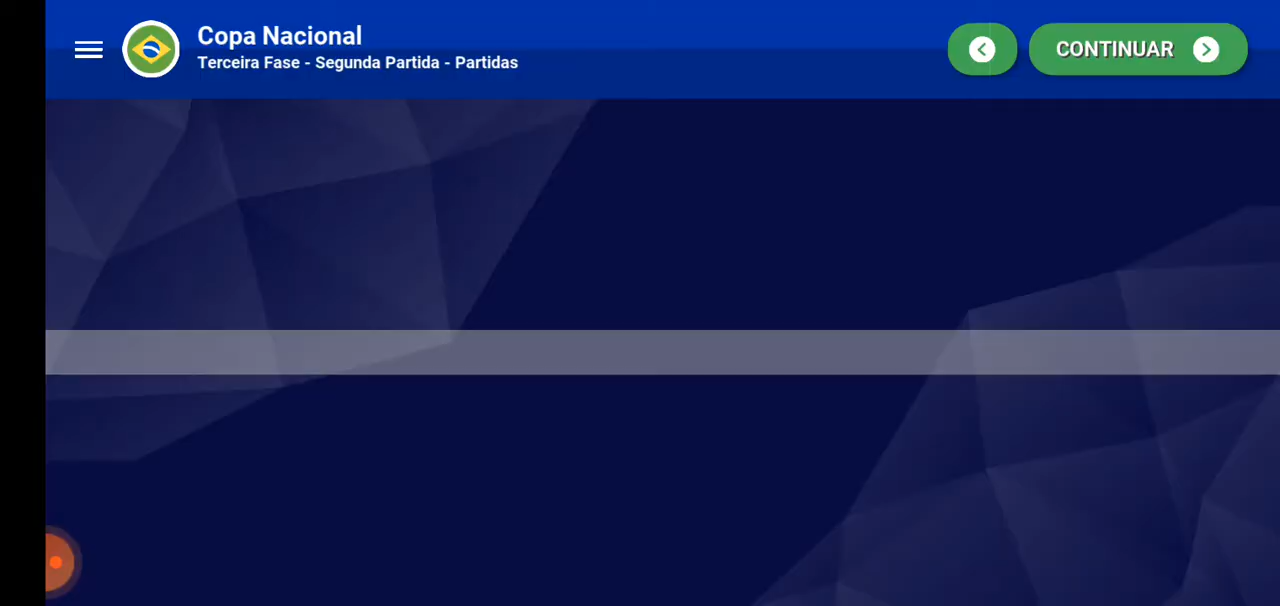 Copa Nacional
Terceira Fase - Segunda Partida - Partidas
CONTINUAR